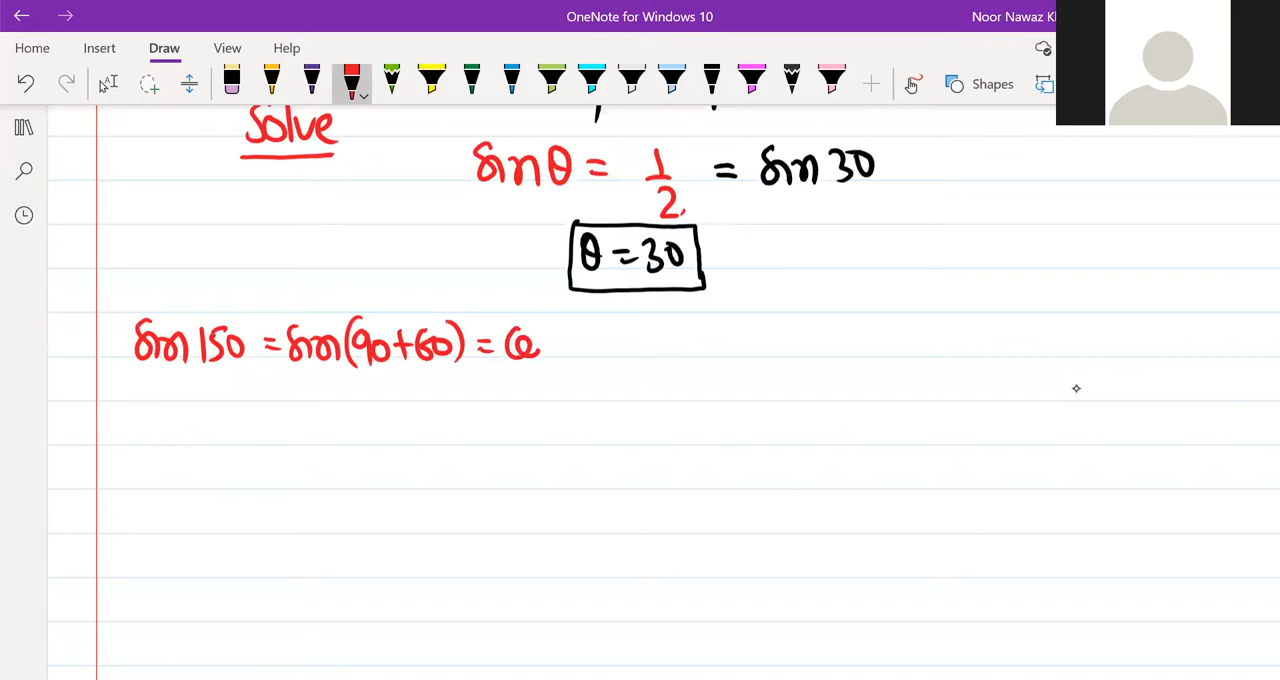 OneNote for Windows 10
Noor Nawaz Kh
Home Insert Draw View Help
Shapes
Solve
sinθ = 1/2 = sin 30
θ = 30
sin 150 = sin(90+60) = Co